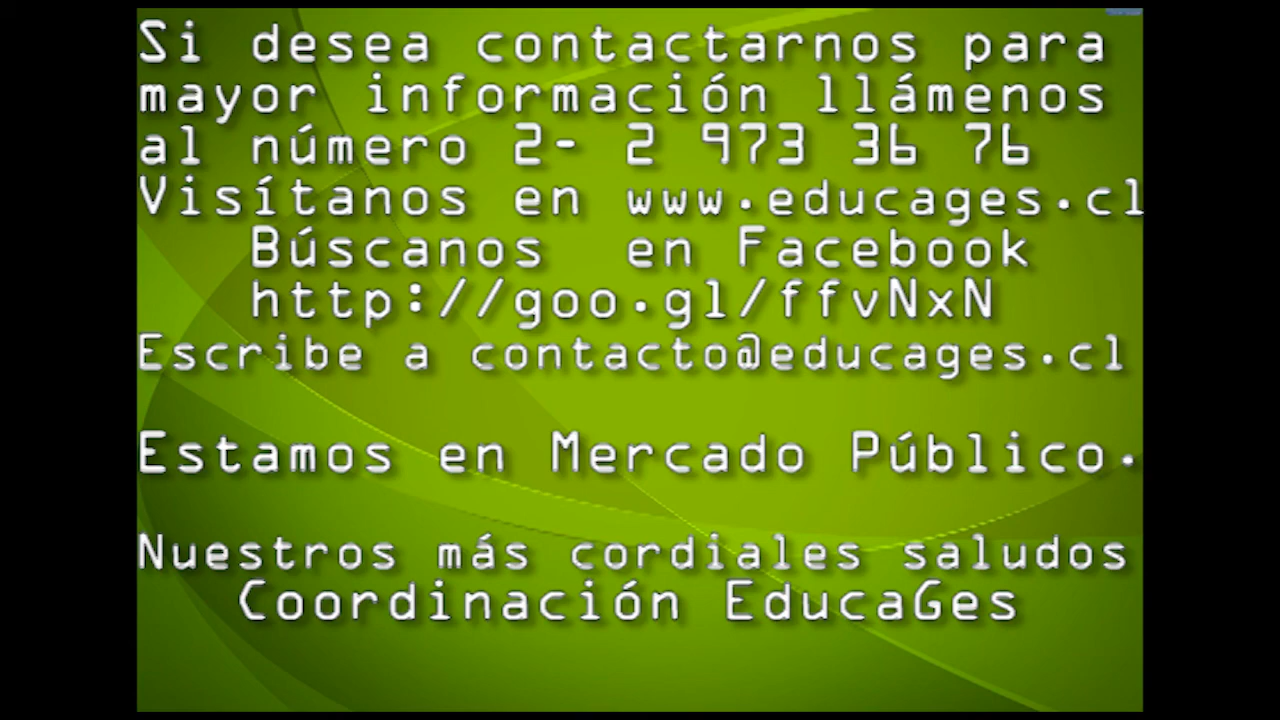 Si desea contactarnos para
mayor información llámenos
al número 2- 2 973 36 76
Visítanos en www.educages.cl
Búscanos en Facebook
http://goo.gl/ffvNxN
Escribe a contacto@educages.cl
Estamos en Mercado Público.
Nuestros más cordiales saludos
Coordinación EducaGes